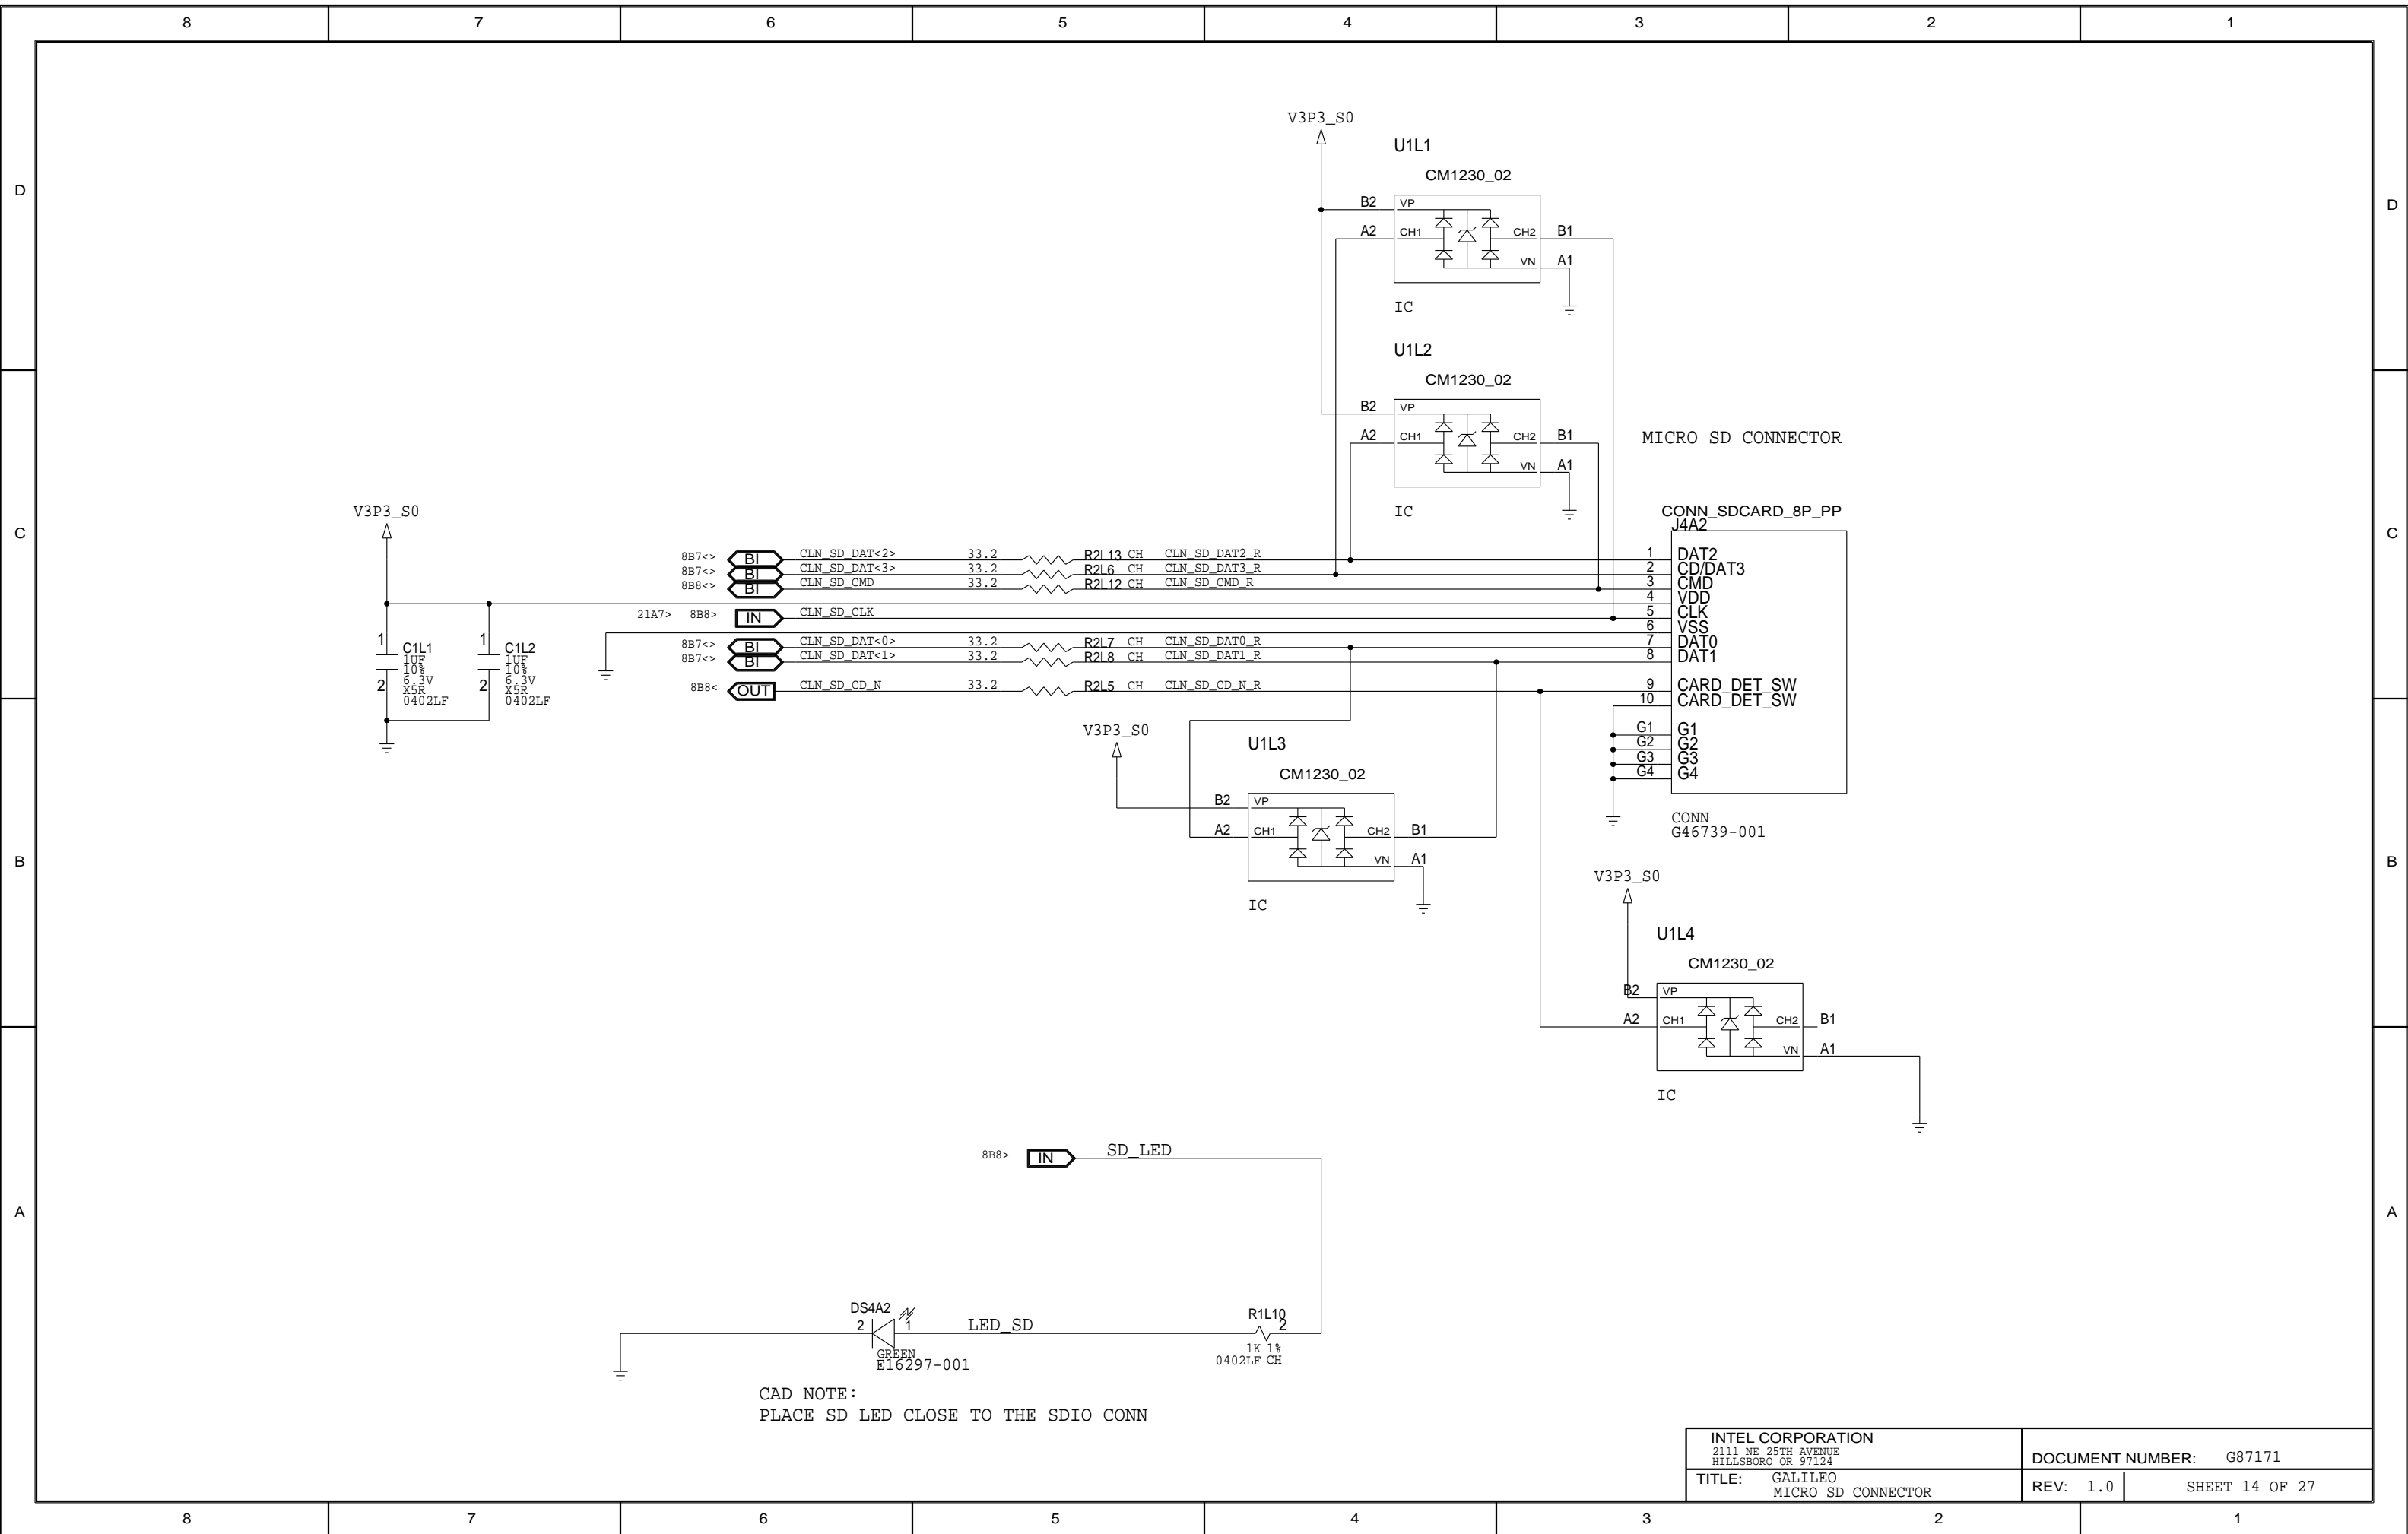 8 7 6 5 4 3 2 1
D
D
V3P3_S0
U1L1
CM1230_02
B2 VP
A2 CH1 CH2 B1
VN A1
IC
U1L2
CM1230_02
B2 VP
A2 CH1 CH2 B1
VN A1
IC
MICRO SD CONNECTOR
C
C
V3P3_S0
CONN_SDCARD_8P_PP
J4A2
8B7<> BI CLN_SD_DAT<2> 33.2 R2L13 CH CLN_SD_DAT2_R 1 DAT2
8B7<> BI CLN_SD_DAT<3> 33.2 R2L6 CH CLN_SD_DAT3_R 2 CD/DAT3
8B8<> BI CLN_SD_CMD 33.2 R2L12 CH CLN_SD_CMD_R 3 CMD
4 VDD
21A7> 8B8> IN CLN_SD_CLK 5 CLK
6 VSS
8B7<> BI CLN_SD_DAT<0> 33.2 R2L7 CH CLN_SD_DAT0_R 7 DAT0
8B7<> BI CLN_SD_DAT<1> 33.2 R2L8 CH CLN_SD_DAT1_R 8 DAT1
8B8< OUT CLN_SD_CD_N 33.2 R2L5 CH CLN_SD_CD_N_R 9 CARD_DET_SW
10 CARD_DET_SW
G1 G1
G2 G2
G3 G3
G4 G4
CONN
G46739-001
1 C1L1
1UF
10%
6.3V
2 X5R
0402LF
1 C1L2
1UF
10%
6.3V
2 X5R
0402LF
V3P3_S0
U1L3
CM1230_02
B2 VP
A2 CH1 CH2 B1
VN A1
IC
B
B
V3P3_S0
U1L4
CM1230_02
B2 VP
A2 CH1 CH2 B1
VN A1
IC
8B8> IN SD_LED
A
A
DS4A2
2 1 LED_SD
GREEN
E16297-001
R1L10
2
1K 1%
0402LF CH
CAD NOTE:
PLACE SD LED CLOSE TO THE SDIO CONN
INTEL CORPORATION
2111 NE 25TH AVENUE
HILLSBORO OR 97124
DOCUMENT NUMBER: G87171
TITLE: GALILEO
MICRO SD CONNECTOR
REV: 1.0 SHEET 14 OF 27
8 7 6 5 4 3 2 1